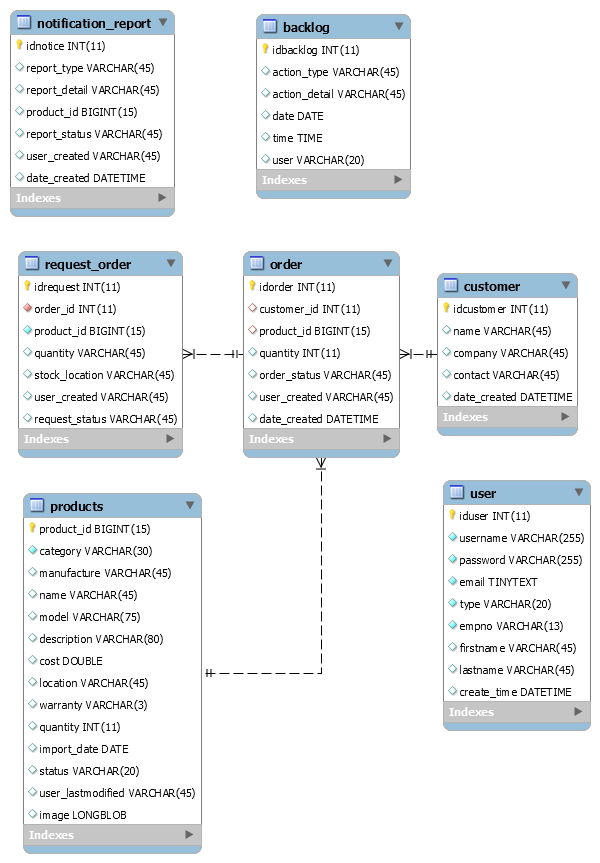 notification_report
idnotice INT(11)
report_type VARCHAR(45)
report_detail VARCHAR(45)
product_id BIGINT(15)
report_status VARCHAR(45)
user_created VARCHAR(45)
date_created DATETIME
Indexes
backlog
idbacklog INT(11)
action_type VARCHAR(45)
action_detail VARCHAR(45)
date DATE
time TIME
user VARCHAR(20)
Indexes
request_order
idrequest INT(11)
order_id INT(11)
product_id BIGINT(15)
quantity VARCHAR(45)
stock_location VARCHAR(45)
user_created VARCHAR(45)
request_status VARCHAR(45)
Indexes
order
idorder INT(11)
customer_id INT(11)
product_id BIGINT(15)
quantity INT(11)
order_status VARCHAR(45)
user_created VARCHAR(45)
date_created DATETIME
Indexes
customer
idcustomer INT(11)
name VARCHAR(45)
company VARCHAR(45)
contact VARCHAR(45)
date_created DATETIME
Indexes
products
product_id BIGINT(15)
category VARCHAR(30)
manufacture VARCHAR(45)
name VARCHAR(45)
model VARCHAR(75)
description VARCHAR(80)
cost DOUBLE
location VARCHAR(45)
warranty VARCHAR(3)
quantity INT(11)
import_date DATE
status VARCHAR(20)
user_lastmodified VARCHAR(45)
image LONGBLOB
Indexes
user
iduser INT(11)
username VARCHAR(255)
password VARCHAR(255)
email TINYTEXT
type VARCHAR(20)
empno VARCHAR(13)
firstname VARCHAR(45)
lastname VARCHAR(45)
create_time DATETIME
Indexes